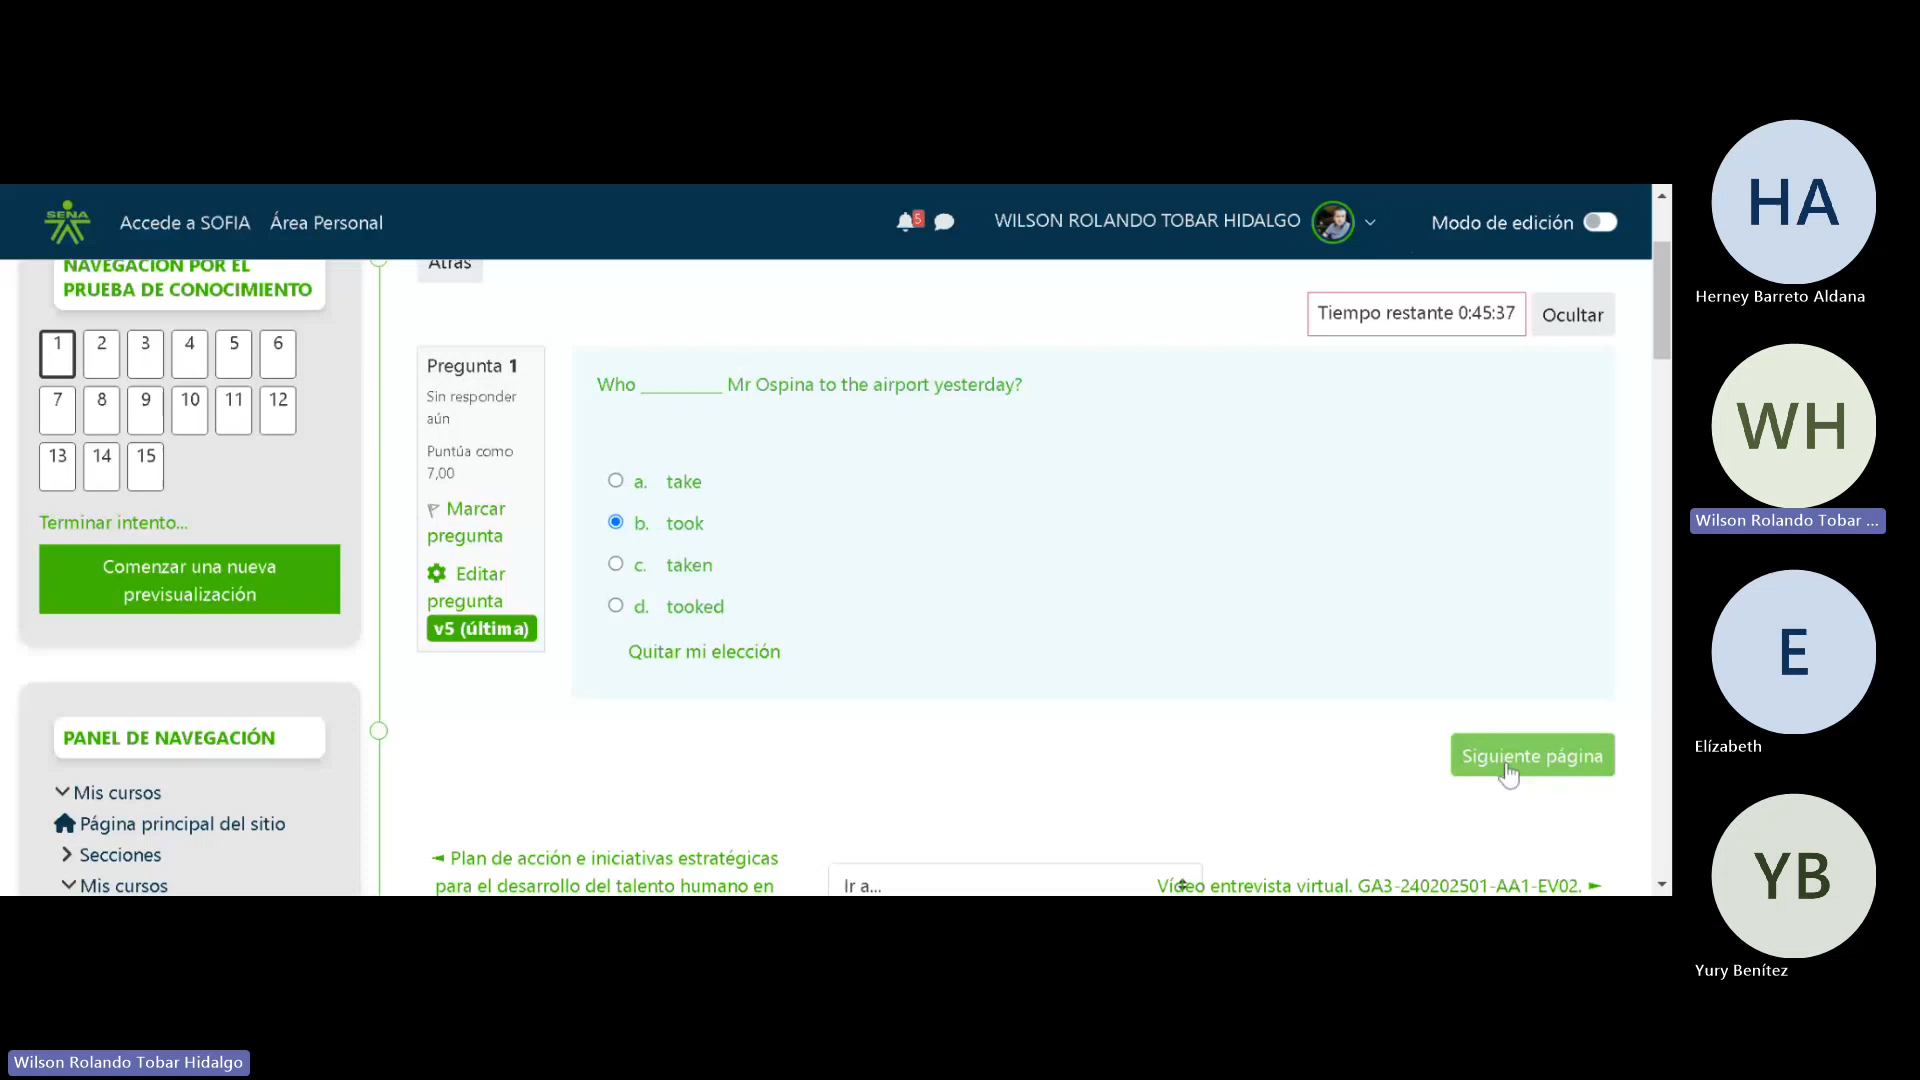 SENA
Accede a SOFIA
Área Personal
5
WILSON ROLANDO TOBAR HIDALGO
Modo de edición
NAVEGACIÓN POR EL
PRUEBA DE CONOCIMIENTO
1 2 3 4 5 6
7 8 9 10 11 12
13 14 15
Terminar intento...
Comenzar una nueva
previsualización
PANEL DE NAVEGACIÓN
Mis cursos
Página principal del sitio
Secciones
Mis cursos
Atrás
Tiempo restante 0:45:37
Ocultar
Pregunta 1
Sin responder
aún
Puntúa como
7,00
Marcar
pregunta
Editar
pregunta
v5 (última)
Who _________ Mr Ospina to the airport yesterday?
a. take
b. took
c. taken
d. tooked
Quitar mi elección
Siguiente página
◄ Plan de acción e iniciativas estratégicas
para el desarrollo del talento humano en
Ir a...
Vídeo entrevista virtual. GA3-240202501-AA1-EV02. ►
HA
Herney Barreto Aldana
WH
Wilson Rolando Tobar ...
E
Elízabeth
YB
Yury Benítez
Wilson Rolando Tobar Hidalgo